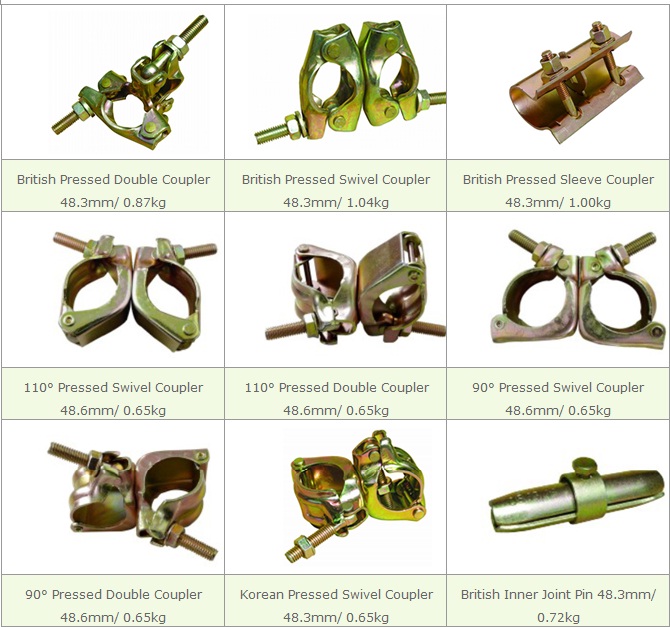 British Pressed Double Coupler
48.3mm/ 0.87kg
British Pressed Swivel Coupler
48.3mm/ 1.04kg
British Pressed Sleeve Coupler
48.3mm/ 1.00kg
110° Pressed Swivel Coupler
48.6mm/ 0.65kg
110° Pressed Double Coupler
48.6mm/ 0.65kg
90° Pressed Swivel Coupler
48.6mm/ 0.65kg
90° Pressed Double Coupler
48.6mm/ 0.65kg
Korean Pressed Swivel Coupler
48.3mm/ 0.65kg
British Inner Joint Pin 48.3mm/
0.72kg